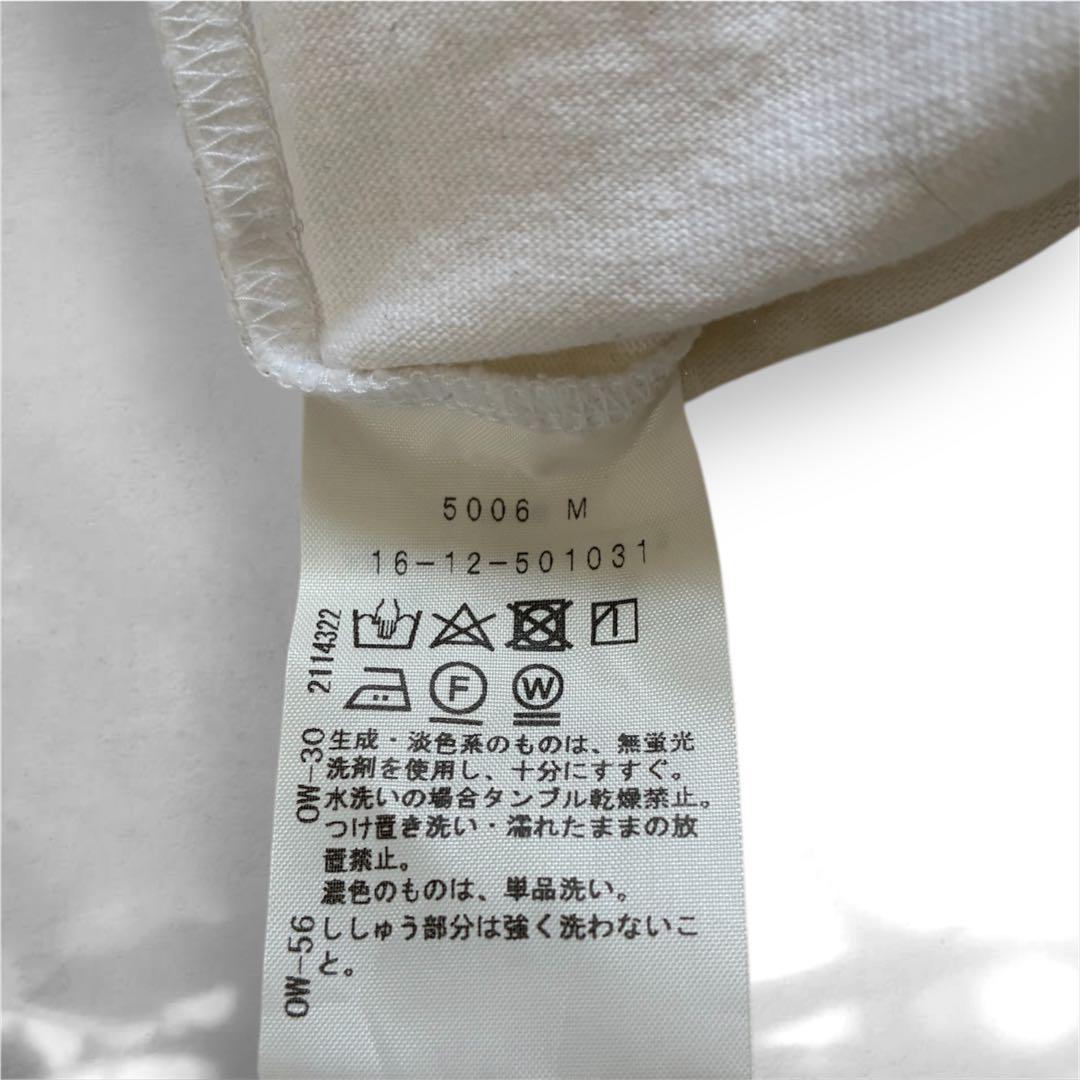 5006 M
16-12-501031
2114322
F
W
OW-30
生成・淡色系のものは、無蛍光
洗剤を使用し、十分にすすぐ。
水洗いの場合タンブル乾燥禁止。
つけ置き洗い・濡れたままの放
置禁止。
濃色のものは、単品洗い。
OW-56
ししゅう部分は強く洗わないこ
と。